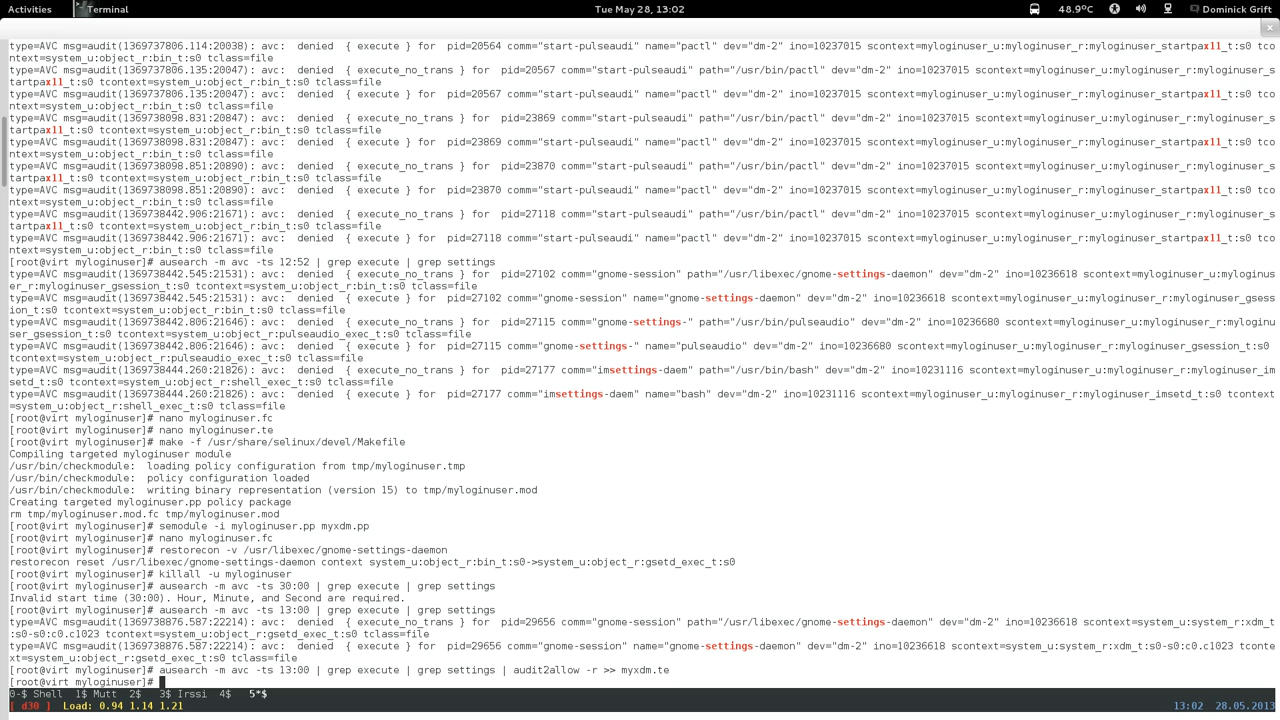 Activities Terminal Tue May 28, 13:02 48.9°C Dominick Grift
type=AVC msg=audit(1369737806.114:20038): avc:  denied  { execute } for  pid=20564 comm="start-pulseaudi" name="pactl" dev="dm-2" ino=10237015 scontext=myloginuser_u:myloginuser_r:myloginuser_startpax11_t:s0 tco
ntext=system_u:object_r:bin_t:s0 tclass=file
type=AVC msg=audit(1369737806.135:20047): avc:  denied  { execute_no_trans } for  pid=20567 comm="start-pulseaudi" path="/usr/bin/pactl" dev="dm-2" ino=10237015 scontext=myloginuser_u:myloginuser_r:myloginuser_s
tartpax11_t:s0 tcontext=system_u:object_r:bin_t:s0 tclass=file
type=AVC msg=audit(1369737806.135:20047): avc:  denied  { execute } for  pid=20567 comm="start-pulseaudi" name="pactl" dev="dm-2" ino=10237015 scontext=myloginuser_u:myloginuser_r:myloginuser_startpax11_t:s0 tco
ntext=system_u:object_r:bin_t:s0 tclass=file
type=AVC msg=audit(1369738098.831:20847): avc:  denied  { execute_no_trans } for  pid=23869 comm="start-pulseaudi" path="/usr/bin/pactl" dev="dm-2" ino=10237015 scontext=myloginuser_u:myloginuser_r:myloginuser_s
tartpax11_t:s0 tcontext=system_u:object_r:bin_t:s0 tclass=file
type=AVC msg=audit(1369738098.831:20847): avc:  denied  { execute } for  pid=23869 comm="start-pulseaudi" name="pactl" dev="dm-2" ino=10237015 scontext=myloginuser_u:myloginuser_r:myloginuser_startpax11_t:s0 tco
ntext=system_u:object_r:bin_t:s0 tclass=file
type=AVC msg=audit(1369738098.851:20890): avc:  denied  { execute_no_trans } for  pid=23870 comm="start-pulseaudi" path="/usr/bin/pactl" dev="dm-2" ino=10237015 scontext=myloginuser_u:myloginuser_r:myloginuser_s
tartpax11_t:s0 tcontext=system_u:object_r:bin_t:s0 tclass=file
type=AVC msg=audit(1369738098.851:20890): avc:  denied  { execute } for  pid=23870 comm="start-pulseaudi" name="pactl" dev="dm-2" ino=10237015 scontext=myloginuser_u:myloginuser_r:myloginuser_startpax11_t:s0 tco
ntext=system_u:object_r:bin_t:s0 tclass=file
type=AVC msg=audit(1369738442.906:21671): avc:  denied  { execute_no_trans } for  pid=27118 comm="start-pulseaudi" path="/usr/bin/pactl" dev="dm-2" ino=10237015 scontext=myloginuser_u:myloginuser_r:myloginuser_s
tartpax11_t:s0 tcontext=system_u:object_r:bin_t:s0 tclass=file
type=AVC msg=audit(1369738442.906:21671): avc:  denied  { execute } for  pid=27118 comm="start-pulseaudi" name="pactl" dev="dm-2" ino=10237015 scontext=myloginuser_u:myloginuser_r:myloginuser_startpax11_t:s0 tco
ntext=system_u:object_r:bin_t:s0 tclass=file
[root@virt myloginuser]# ausearch -m avc -ts 12:52 | grep execute | grep settings
type=AVC msg=audit(1369738442.545:21531): avc:  denied  { execute_no_trans } for  pid=27102 comm="gnome-session" path="/usr/libexec/gnome-settings-daemon" dev="dm-2" ino=10236618 scontext=myloginuser_u:myloginus
er_r:myloginuser_gsession_t:s0 tcontext=system_u:object_r:bin_t:s0 tclass=file
type=AVC msg=audit(1369738442.545:21531): avc:  denied  { execute } for  pid=27102 comm="gnome-session" name="gnome-settings-daemon" dev="dm-2" ino=10236618 scontext=myloginuser_u:myloginuser_r:myloginuser_gsess
ion_t:s0 tcontext=system_u:object_r:bin_t:s0 tclass=file
type=AVC msg=audit(1369738442.806:21646): avc:  denied  { execute_no_trans } for  pid=27115 comm="gnome-settings-" path="/usr/bin/pulseaudio" dev="dm-2" ino=10236680 scontext=myloginuser_u:myloginuser_r:myloginu
ser_gsession_t:s0 tcontext=system_u:object_r:pulseaudio_exec_t:s0 tclass=file
type=AVC msg=audit(1369738442.806:21646): avc:  denied  { execute } for  pid=27115 comm="gnome-settings-" name="pulseaudio" dev="dm-2" ino=10236680 scontext=myloginuser_u:myloginuser_r:myloginuser_gsession_t:s0
tcontext=system_u:object_r:pulseaudio_exec_t:s0 tclass=file
type=AVC msg=audit(1369738444.260:21826): avc:  denied  { execute_no_trans } for  pid=27177 comm="imsettings-daem" path="/usr/bin/bash" dev="dm-2" ino=10231116 scontext=myloginuser_u:myloginuser_r:myloginuser_im
setd_t:s0 tcontext=system_u:object_r:shell_exec_t:s0 tclass=file
type=AVC msg=audit(1369738444.260:21826): avc:  denied  { execute } for  pid=27177 comm="imsettings-daem" name="bash" dev="dm-2" ino=10231116 scontext=myloginuser_u:myloginuser_r:myloginuser_imsetd_t:s0 tcontext
=system_u:object_r:shell_exec_t:s0 tclass=file
[root@virt myloginuser]# nano myloginuser.fc
[root@virt myloginuser]# nano myloginuser.te
[root@virt myloginuser]# make -f /usr/share/selinux/devel/Makefile
Compiling targeted myloginuser module
/usr/bin/checkmodule:  loading policy configuration from tmp/myloginuser.tmp
/usr/bin/checkmodule:  policy configuration loaded
/usr/bin/checkmodule:  writing binary representation (version 15) to tmp/myloginuser.mod
Creating targeted myloginuser.pp policy package
rm tmp/myloginuser.mod.fc tmp/myloginuser.mod
[root@virt myloginuser]# semodule -i myloginuser.pp myxdm.pp
[root@virt myloginuser]# nano myloginuser.fc
[root@virt myloginuser]# restorecon -v /usr/libexec/gnome-settings-daemon
restorecon reset /usr/libexec/gnome-settings-daemon context system_u:object_r:bin_t:s0->system_u:object_r:gsetd_exec_t:s0
[root@virt myloginuser]# killall -u myloginuser
[root@virt myloginuser]# ausearch -m avc -ts 30:00 | grep execute | grep settings
Invalid start time (30:00). Hour, Minute, and Second are required.
[root@virt myloginuser]# ausearch -m avc -ts 13:00 | grep execute | grep settings
type=AVC msg=audit(1369738876.587:22214): avc:  denied  { execute_no_trans } for  pid=29656 comm="gnome-session" path="/usr/libexec/gnome-settings-daemon" dev="dm-2" ino=10236618 scontext=system_u:system_r:xdm_t
:s0-s0:c0.c1023 tcontext=system_u:object_r:gsetd_exec_t:s0 tclass=file
type=AVC msg=audit(1369738876.587:22214): avc:  denied  { execute } for  pid=29656 comm="gnome-session" name="gnome-settings-daemon" dev="dm-2" ino=10236618 scontext=system_u:system_r:xdm_t:s0-s0:c0.c1023 tconte
xt=system_u:object_r:gsetd_exec_t:s0 tclass=file
[root@virt myloginuser]# ausearch -m avc -ts 13:00 | grep execute | grep settings | audit2allow -r >> myxdm.te
[root@virt myloginuser]#
0-$ Shell  1$ Mutt  2$   3$ Irssi  4$   5*$
[ d30 ]  Load: 0.94 1.14 1.21 13:02 28.05.2013